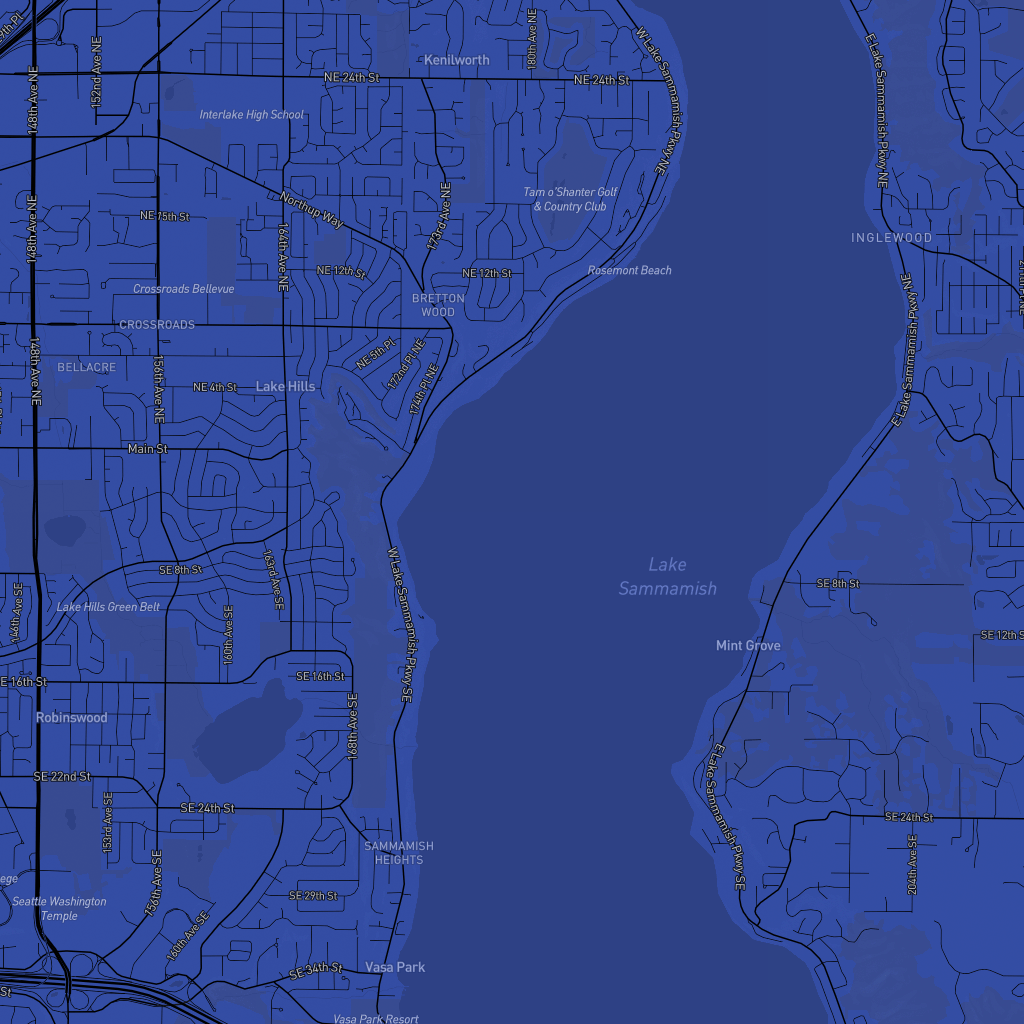 29th Pl
148th Ave NE
152nd Ave NE
NE 24th St
Kenilworth
180th Ave NE
NE 24th St
W Lake Sammamish Pkwy NE
E Lake Sammamish Pkwy NE
Interlake High School
148th Ave NE
NE 15th St
Northup Way
164th Ave NE
173rd Ave NE
Tam o'Shanter Golf
& Country Club
INGLEWOOD
NE 12th St
NE 12th St
Rosemont Beach
Crossroads Bellevue
BRETTON
WOOD
E Lake Sammamish Pkwy NE
CROSSROADS
148th Ave NE
BELLACRE
156th Ave NE
NE 5th Pl
172nd Pl NE
174th Pl NE
NE 4th St
Lake Hills
Main St
SE 8th St
163rd Ave SE
W Lake Sammamish Pkwy SE
Lake
Sammamish
SE 8th St
146th Ave SE
Lake Hills Green Belt
160th Ave SE
SE 12th S
Mint Grove
E 16th St
SE 16th St
Robinswood
168th Ave SE
E Lake Sammamish Pkwy SE
SE 22nd St
153rd Ave SE
SE 24th St
SE 24th St
204th Ave SE
SAMMAMISH
HEIGHTS
156th Ave SE
ege
Seattle Washington
Temple
SE 29th St
160th Ave SE
SE 34th St
Vasa Park
St
Vasa Park Resort